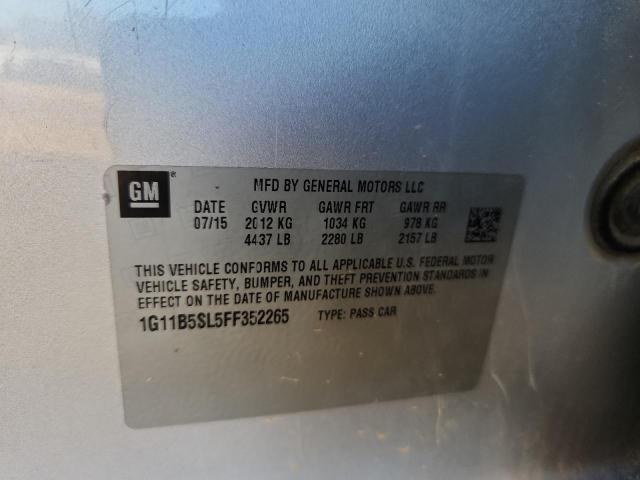 GM®
MFD BY GENERAL MOTORS LLC
DATE GVWR GAWR FRT GAWR RR
07/15 2012 KG 1034 KG 978 KG
4437 LB 2280 LB 2157 LB
THIS VEHICLE CONFORMS TO ALL APPLICABLE U.S. FEDERAL MOTOR
VEHICLE SAFETY, BUMPER, AND THEFT PREVENTION STANDARDS IN
EFFECT ON THE DATE OF MANUFACTURE SHOWN ABOVE.
1G11B5SL5FF352265 TYPE: PASS CAR